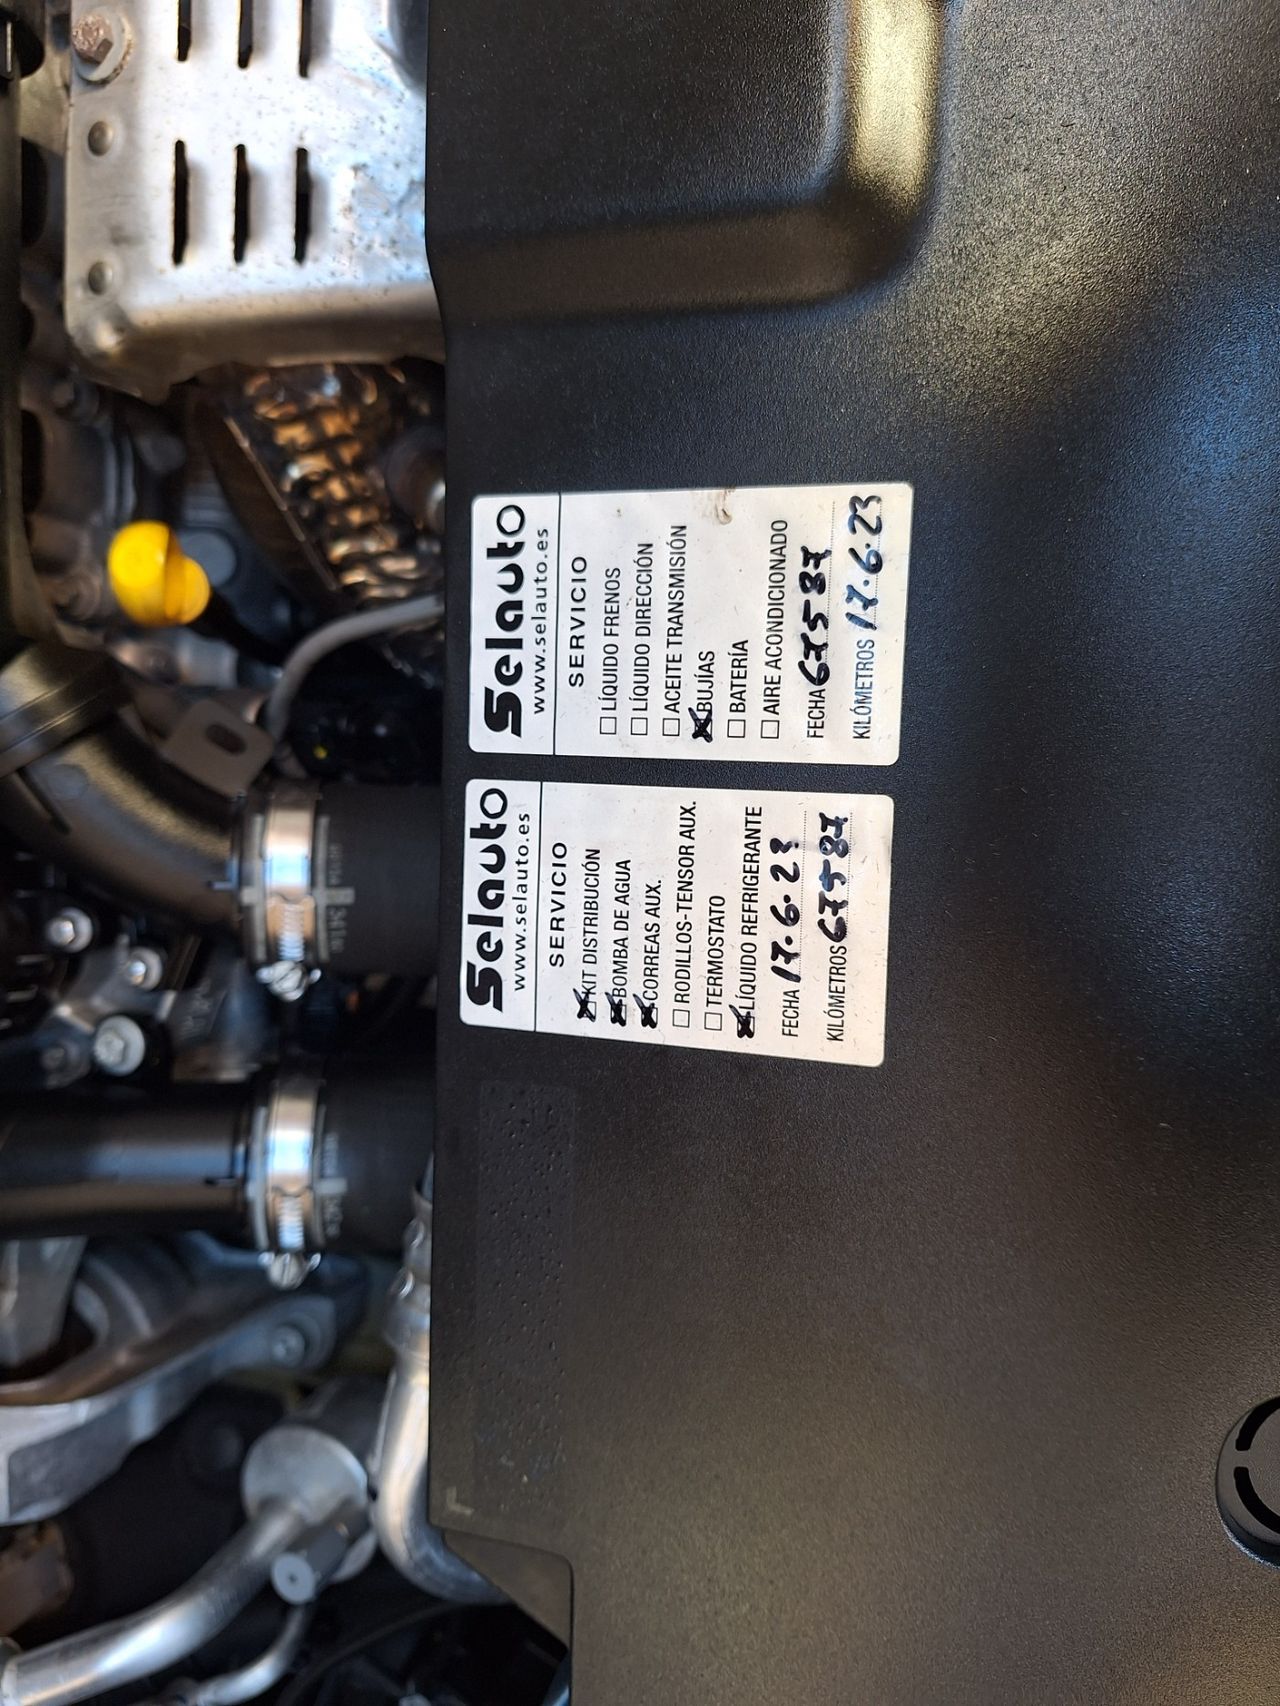 Selauto
www.selauto.es
SERVICIO
LÍQUIDO FRENOS
LÍQUIDO DIRECCIÓN
ACEITE TRANSMISIÓN
BUJÍAS
BATERÍA
AIRE ACONDICIONADO
FECHA 67587
KILÓMETROS 17.6.23
Selauto
www.selauto.es
SERVICIO
KIT DISTRIBUCIÓN
BOMBA DE AGUA
CORREAS AUX.
RODILLOS-TENSOR AUX.
TERMOSTATO
LÍQUIDO REFRIGERANTE
FECHA 17.6.23
KILÓMETROS 67587